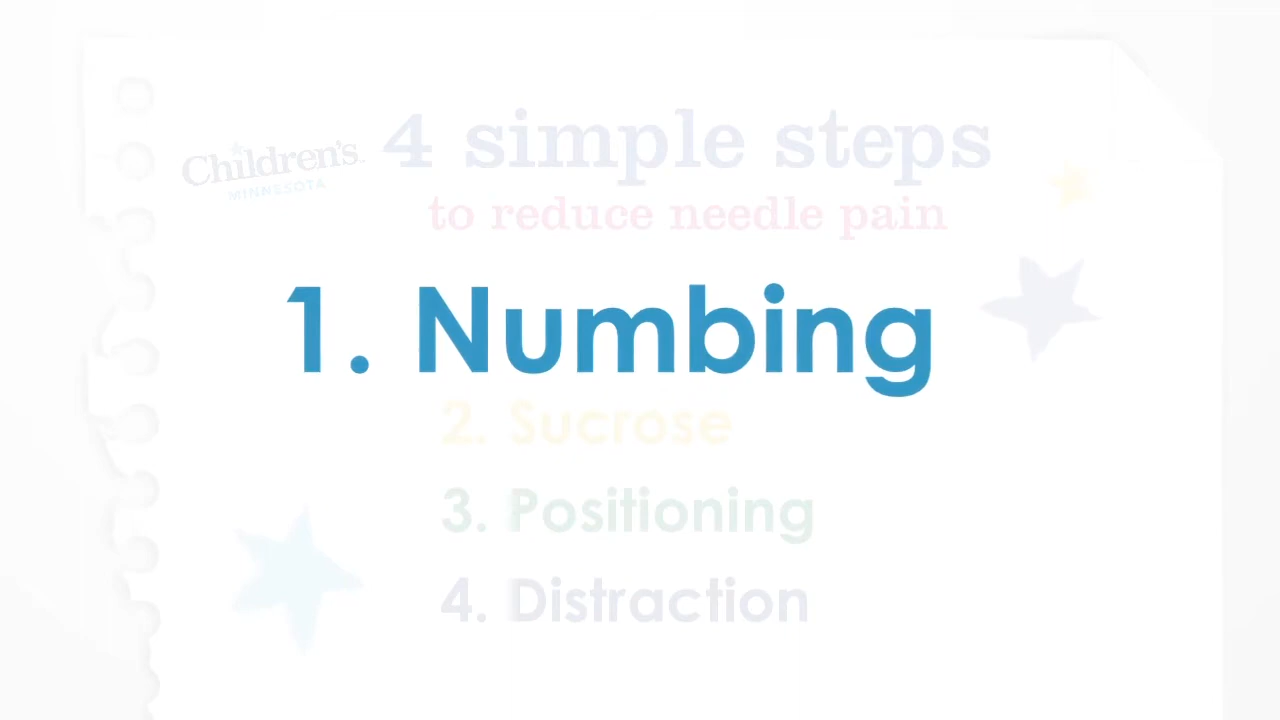 Children's
MINNESOTA
4 simple steps
to reduce needle pain
1. Numbing
2. Sucrose
3. Positioning
4. Distraction